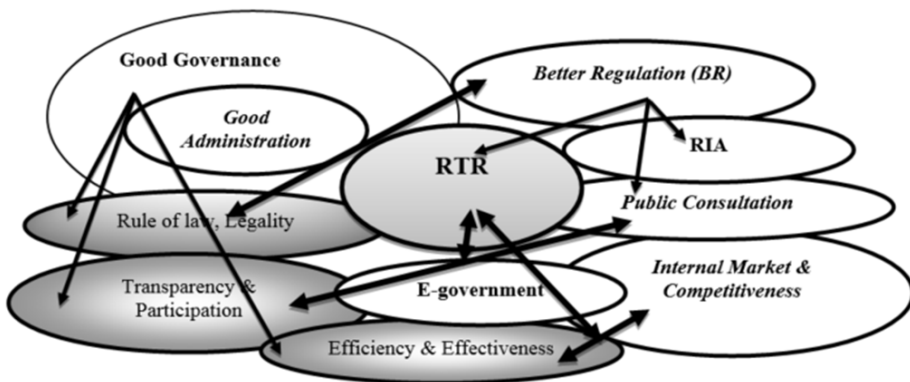 Good Governance
Better Regulation (BR)
Good
Administration
RTR
RIA
Rule of law, Legality
Public Consultation
Transparency &
Participation
E-government
Internal Market &
Competitiveness
Efficiency & Effectiveness